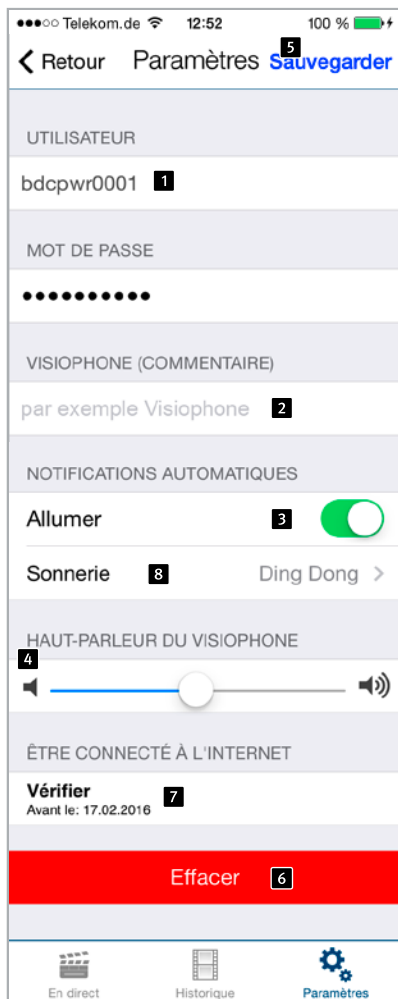 Telekom.de 12:52 100 %
Retour Paramètres Sauvegarder
5
UTILISATEUR
bdcpwr0001 1
MOT DE PASSE
••••••••••
VISIOPHONE (COMMENTAIRE)
par exemple Visiophone 2
NOTIFICATIONS AUTOMATIQUES
Allumer 3
Sonnerie 8 Ding Dong >
HAUT-PARLEUR DU VISIOPHONE
4
ÊTRE CONNECTÉ À L'INTERNET
Vérifier 7
Avant le: 17.02.2016
Effacer 6
En direct Historique Paramètres